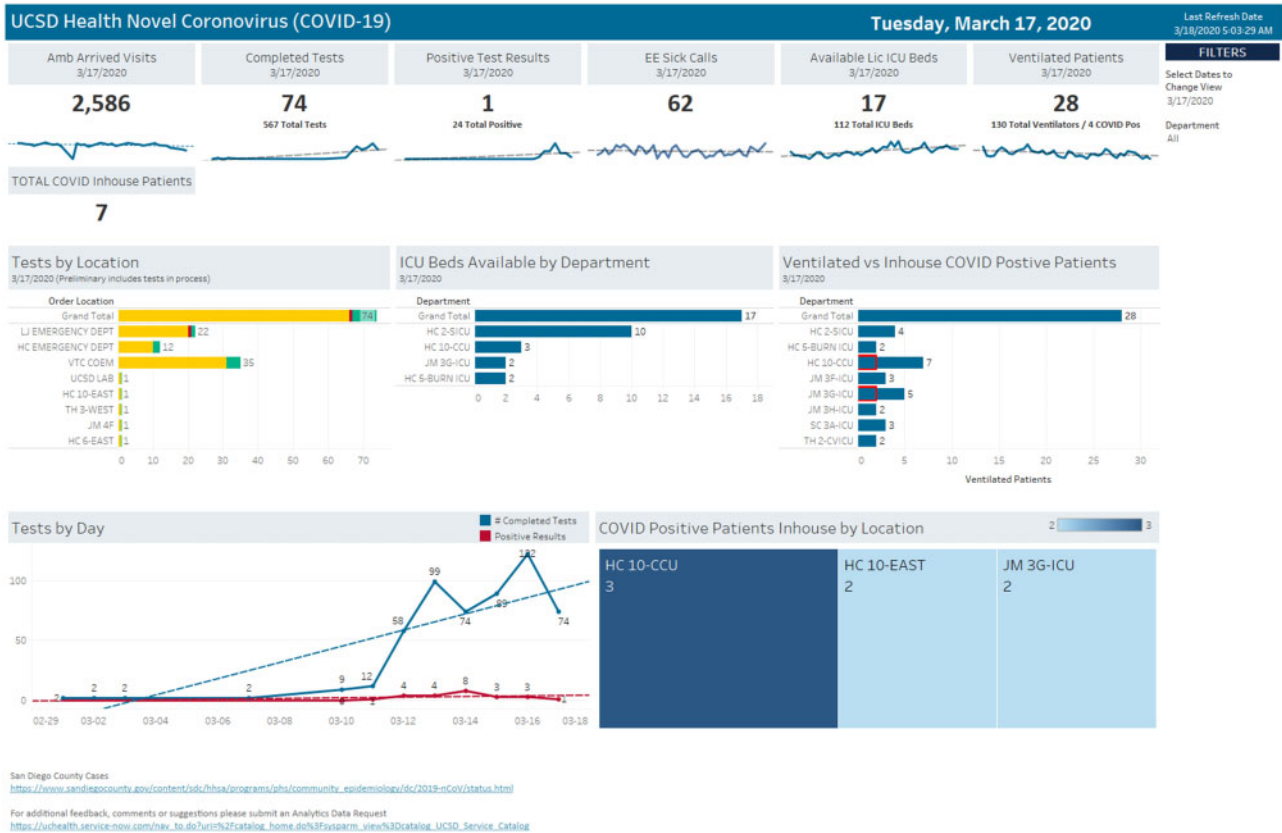 UCSD Health Novel Coronovirus (COVID-19)
Tuesday, March 17, 2020
Last Refresh Date
3/18/2020 5:03:29 AM
FILTERS
Select Dates to
Change View
3/17/2020
Department
All
Amb Arrived Visits
3/17/2020
2,586
Completed Tests
3/17/2020
74
567 Total Tests
Positive Test Results
3/17/2020
1
24 Total Positive
EE Sick Calls
3/17/2020
62
Available Lic ICU Beds
3/17/2020
17
112 Total ICU Beds
Ventilated Patients
3/17/2020
28
130 Total Ventilators / 4 COVID Pos
TOTAL COVID Inhouse Patients
7
Tests by Location
3/17/2020 (Preliminary includes tests in process)
Order Location
Grand Total 74
LJ EMERGENCY DEPT 22
HC EMERGENCY DEPT 12
VTC COEM 35
UCSD LAB 1
HC 10-EAST 1
TH 3-WEST 1
JM 4F 1
HC 6-EAST 1
0 10 20 30 40 50 60 70
ICU Beds Available by Department
3/17/2020
Department
Grand Total 17
HC 2-SICU 10
HC 10-CCU 3
JM 3G-ICU 2
HC 5-BURN ICU 2
0 2 4 6 8 10 12 14 16 18
Ventilated vs Inhouse COVID Postive Patients
3/17/2020
Department
Grand Total 28
HC 2-SICU 4
HC 5-BURN ICU 2
HC 10-CCU 7
JM 3F-ICU 3
JM 3G-ICU 5
JM 3H-ICU 2
SC 3A-ICU 3
TH 2-CVICU 2
0 5 10 15 20 25 30
Ventilated Patients
Tests by Day
# Completed Tests
Positive Results
100
50
0
2 2 2 2 9 12 58 99 74 89 122 74
0 1 4 4 8 3 3 1
02-29 03-02 03-04 03-06 03-08 03-10 03-12 03-14 03-16 03-18
COVID Positive Patients Inhouse by Location
2 3
HC 10-CCU
3
HC 10-EAST
2
JM 3G-ICU
2
San Diego County Cases
https://www.sandiegocounty.gov/content/sdc/hhsa/programs/phs/community_epidemiology/dc/2019-nCoV/status.html
For additional feedback, comments or suggestions please submit an Analytics Data Request
https://uchealth.service-now.com/nav_to.do?uri=%2Fcatalog_home.do%3Fsysparm_view%3Dcatalog_UCSD_Service_Catalog